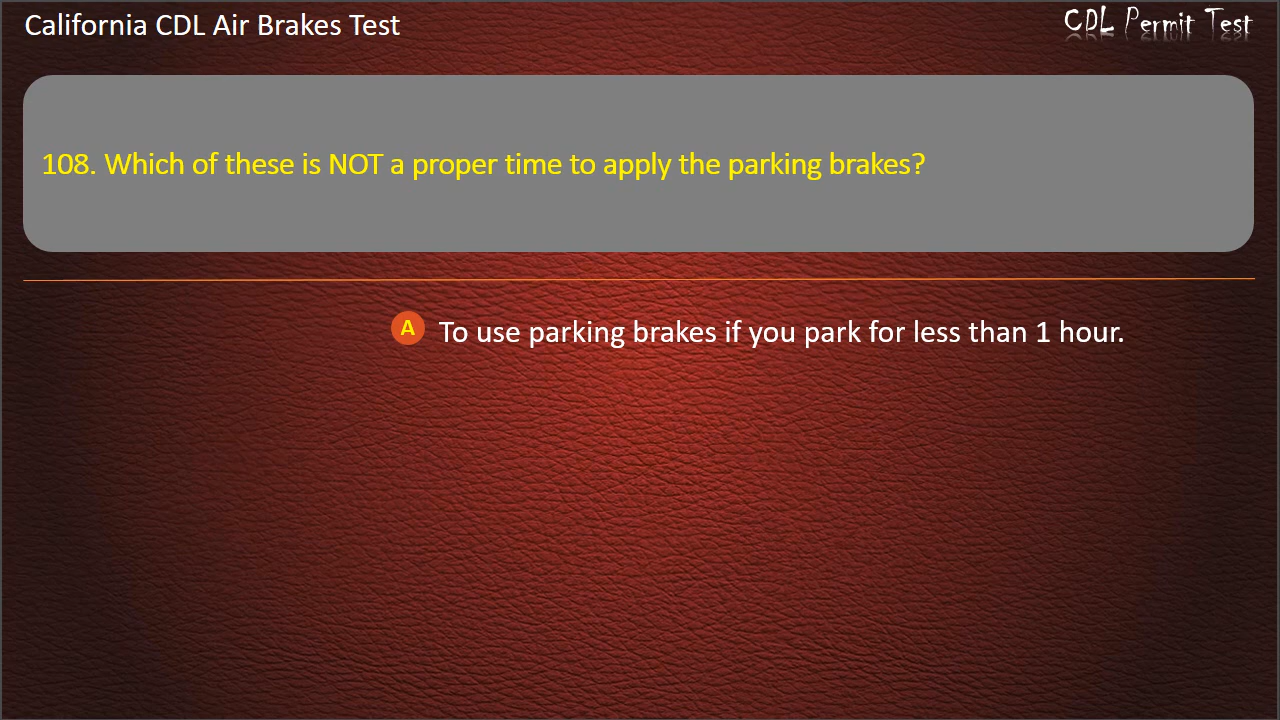 California CDL Air Brakes Test
CDL Permit Test
108. Which of these is NOT a proper time to apply the parking brakes?
A To use parking brakes if you park for less than 1 hour.